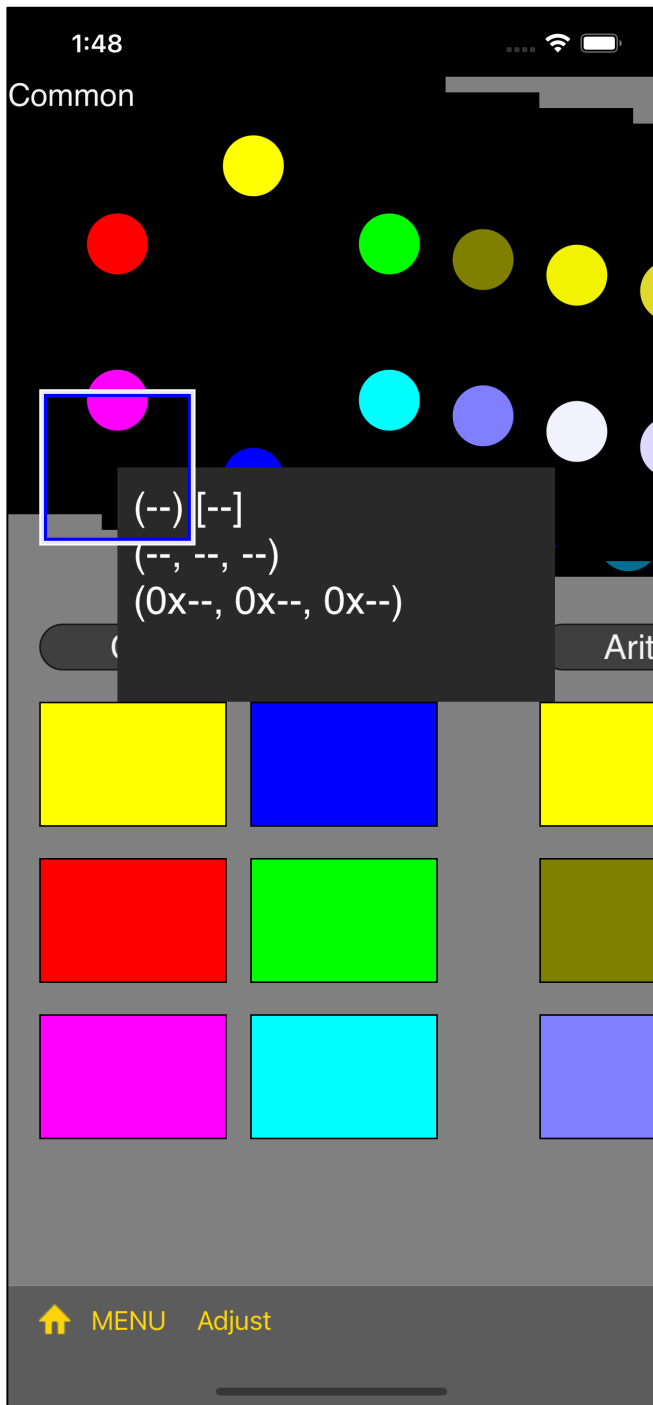 1:48
Common
(--) [--]
(--, --, --)
(0x--, 0x--, 0x--)
Arit
MENU Adjust